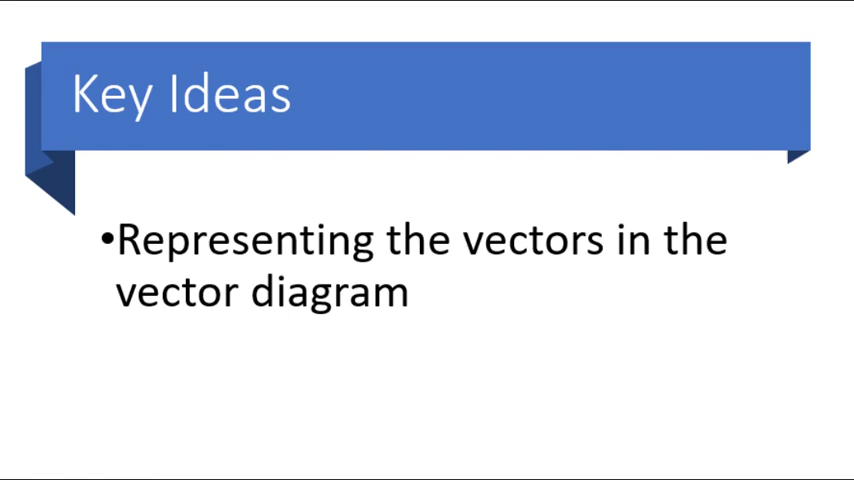 Key Ideas
•Representing the vectors in the
vector diagram